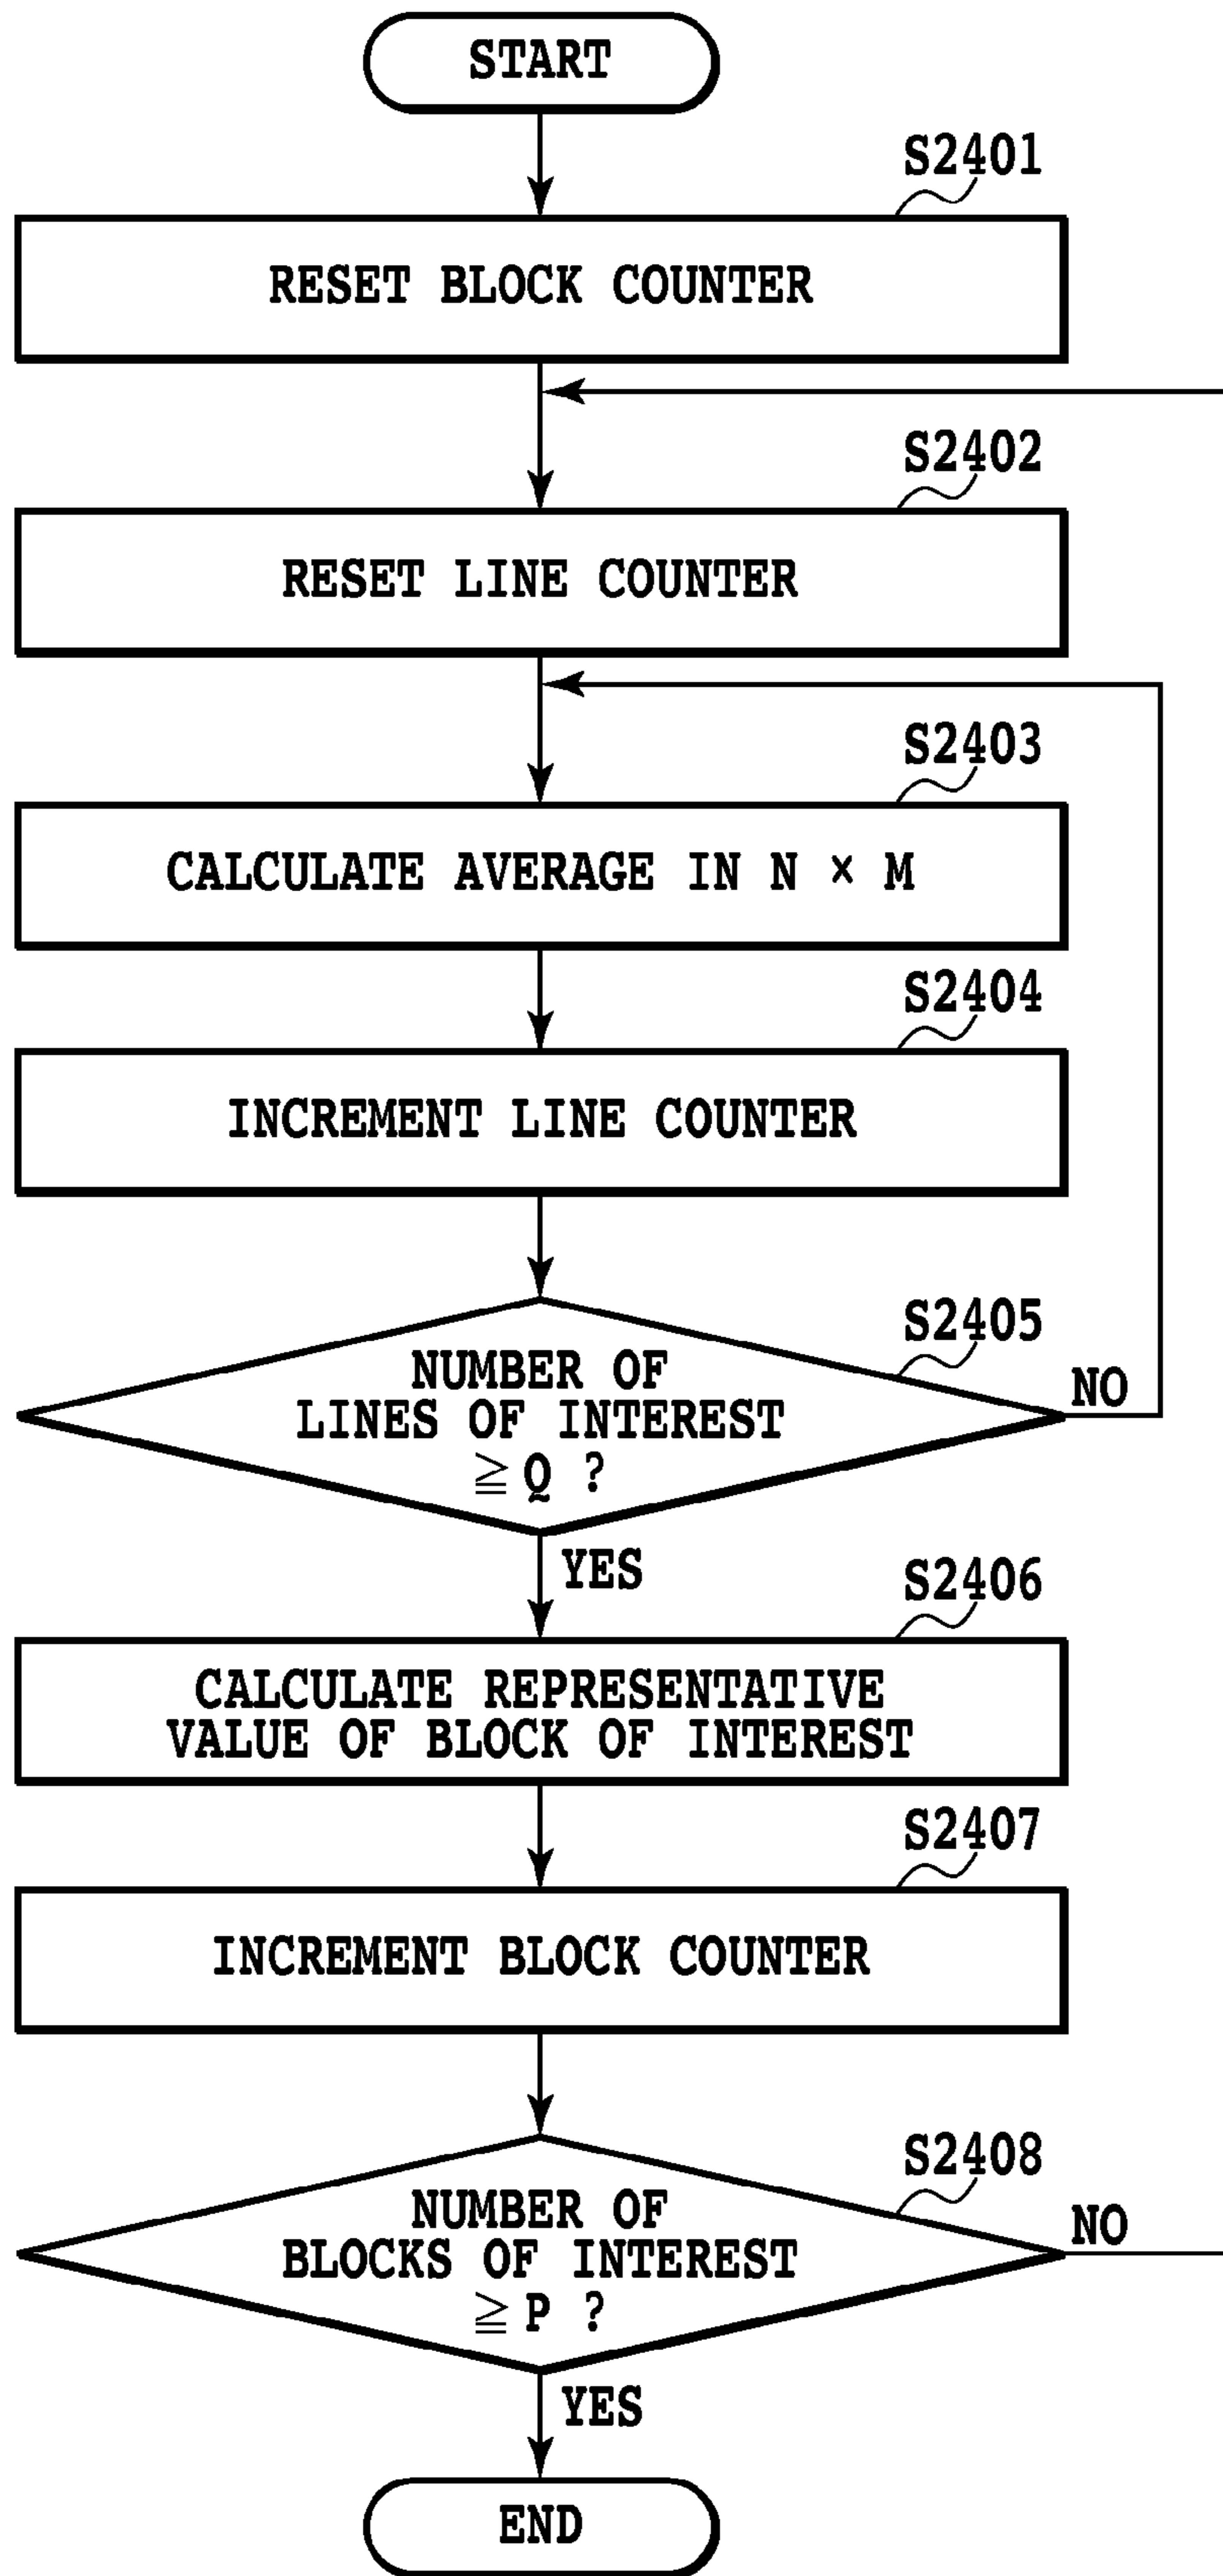 START
S2401
RESET BLOCK COUNTER
S2402
RESET LINE COUNTER
S2403
CALCULATE AVERAGE IN N × M
S2404
INCREMENT LINE COUNTER
S2405
NUMBER OF
LINES OF INTEREST
≧ Q ?
NO
YES
S2406
CALCULATE REPRESENTATIVE
VALUE OF BLOCK OF INTEREST
S2407
INCREMENT BLOCK COUNTER
S2408
NUMBER OF
BLOCKS OF INTEREST
≧ P ?
NO
YES
END